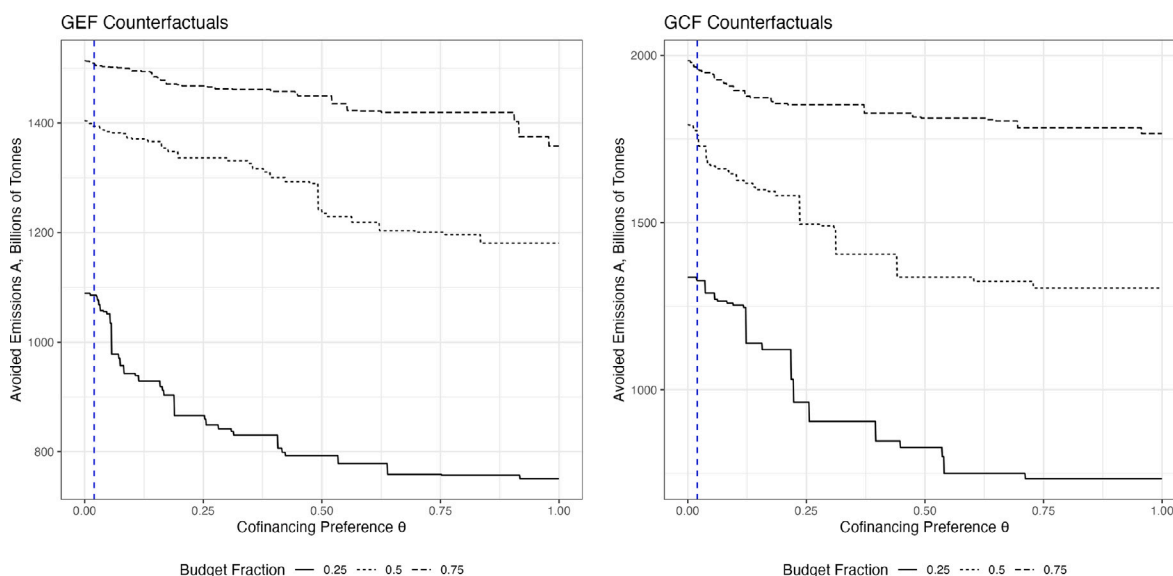 GEF Counterfactuals
Avoided Emissions A, Billions of Tonnes
1400
1200
1000
800
0.00 0.25 0.50 0.75 1.00
Cofinancing Preference θ
Budget Fraction 0.25 0.5 0.75
GCF Counterfactuals
Avoided Emissions A, Billions of Tonnes
2000
1500
1000
0.00 0.25 0.50 0.75 1.00
Cofinancing Preference θ
Budget Fraction 0.25 0.5 0.75